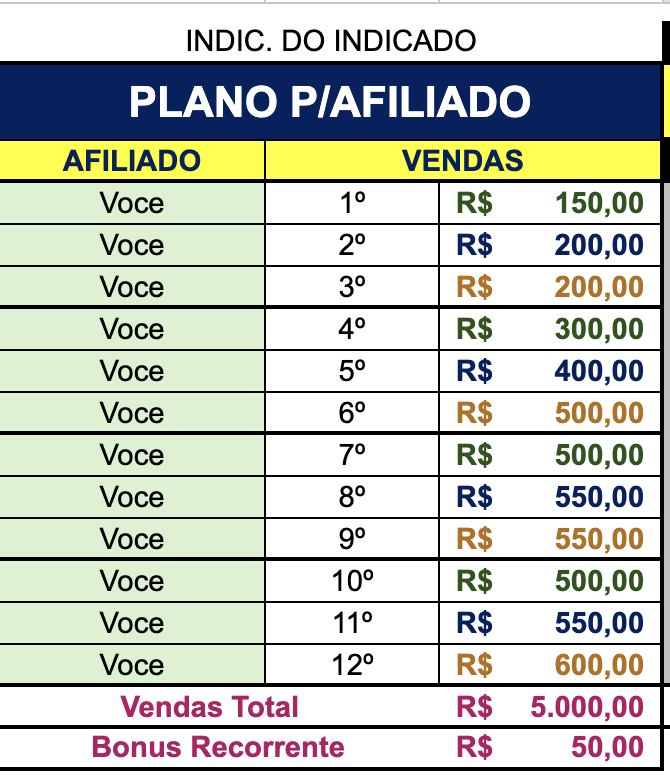 INDIC. DO INDICADO
PLANO P/AFILIADO
AFILIADO VENDAS
Voce 1º R$ 150,00
Voce 2º R$ 200,00
Voce 3º R$ 200,00
Voce 4º R$ 300,00
Voce 5º R$ 400,00
Voce 6º R$ 500,00
Voce 7º R$ 500,00
Voce 8º R$ 550,00
Voce 9º R$ 550,00
Voce 10º R$ 500,00
Voce 11º R$ 550,00
Voce 12º R$ 600,00
Vendas Total R$ 5.000,00
Bonus Recorrente R$ 50,00